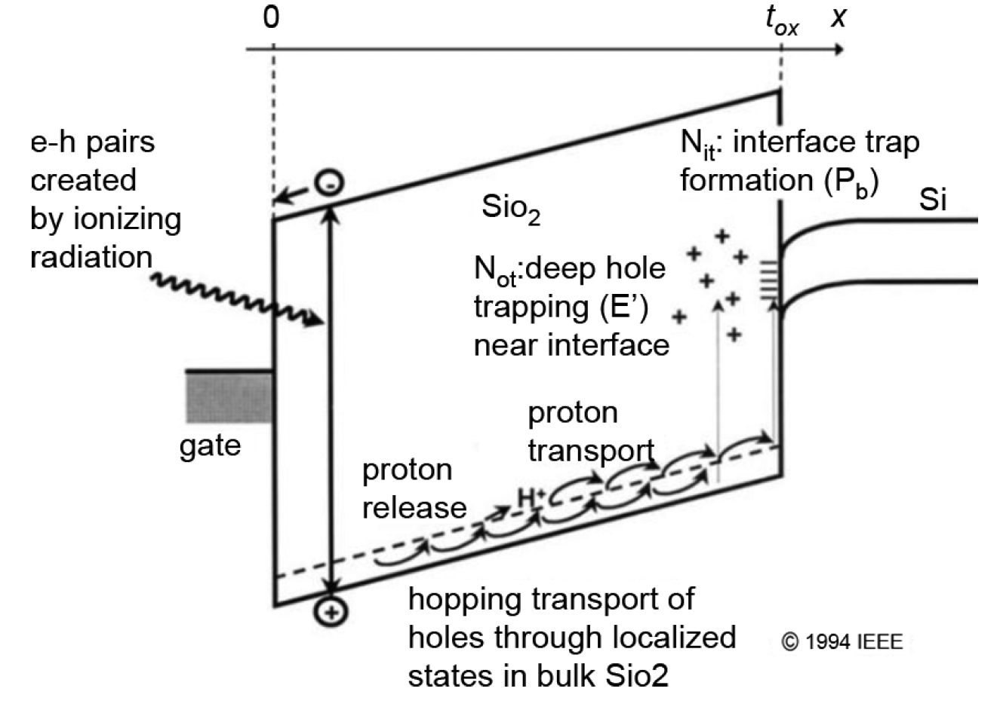 0
t_ox x
e-h pairs
created
by ionizing
radiation
-
N_it: interface trap
formation (P_b)
Si
Sio_2
N_ot:deep hole
trapping (E’)
near interface
+ + + + + + +
gate
proton
transport
proton
release
H⁺
+
hopping transport of
holes through localized
states in bulk Sio2
© 1994 IEEE